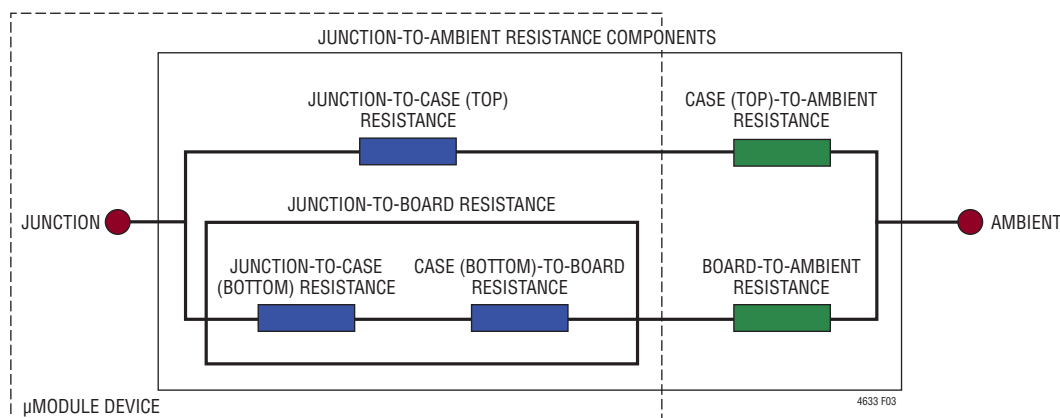 JUNCTION-TO-AMBIENT RESISTANCE COMPONENTS
JUNCTION-TO-CASE (TOP)
RESISTANCE
CASE (TOP)-TO-AMBIENT
RESISTANCE
JUNCTION
JUNCTION-TO-BOARD RESISTANCE
AMBIENT
JUNCTION-TO-CASE
(BOTTOM) RESISTANCE
CASE (BOTTOM)-TO-BOARD
RESISTANCE
BOARD-TO-AMBIENT
RESISTANCE
4633 F03
µMODULE DEVICE